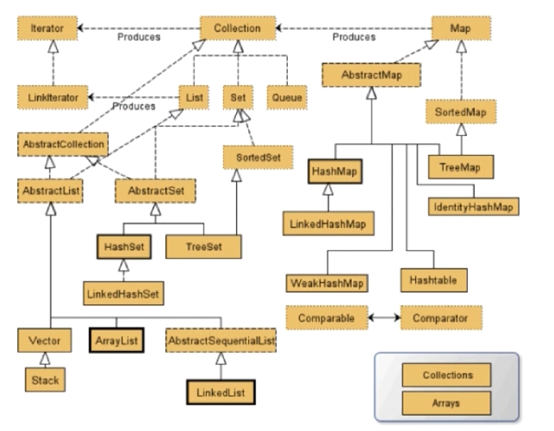 Iterator
Collection
Map
Produces
Produces
AbstractMap
LinkIterator
List
Set
Queue
Produces
SortedMap
AbstractCollection
SortedSet
HashMap
TreeMap
AbstractList
AbstractSet
IdentityHashMap
LinkedHashMap
HashSet
TreeSet
WeakHashMap
Hashtable
LinkedHashSet
Comparable
Comparator
Vector
ArrayList
AbstractSequentialList
Stack
Collections
LinkedList
Arrays